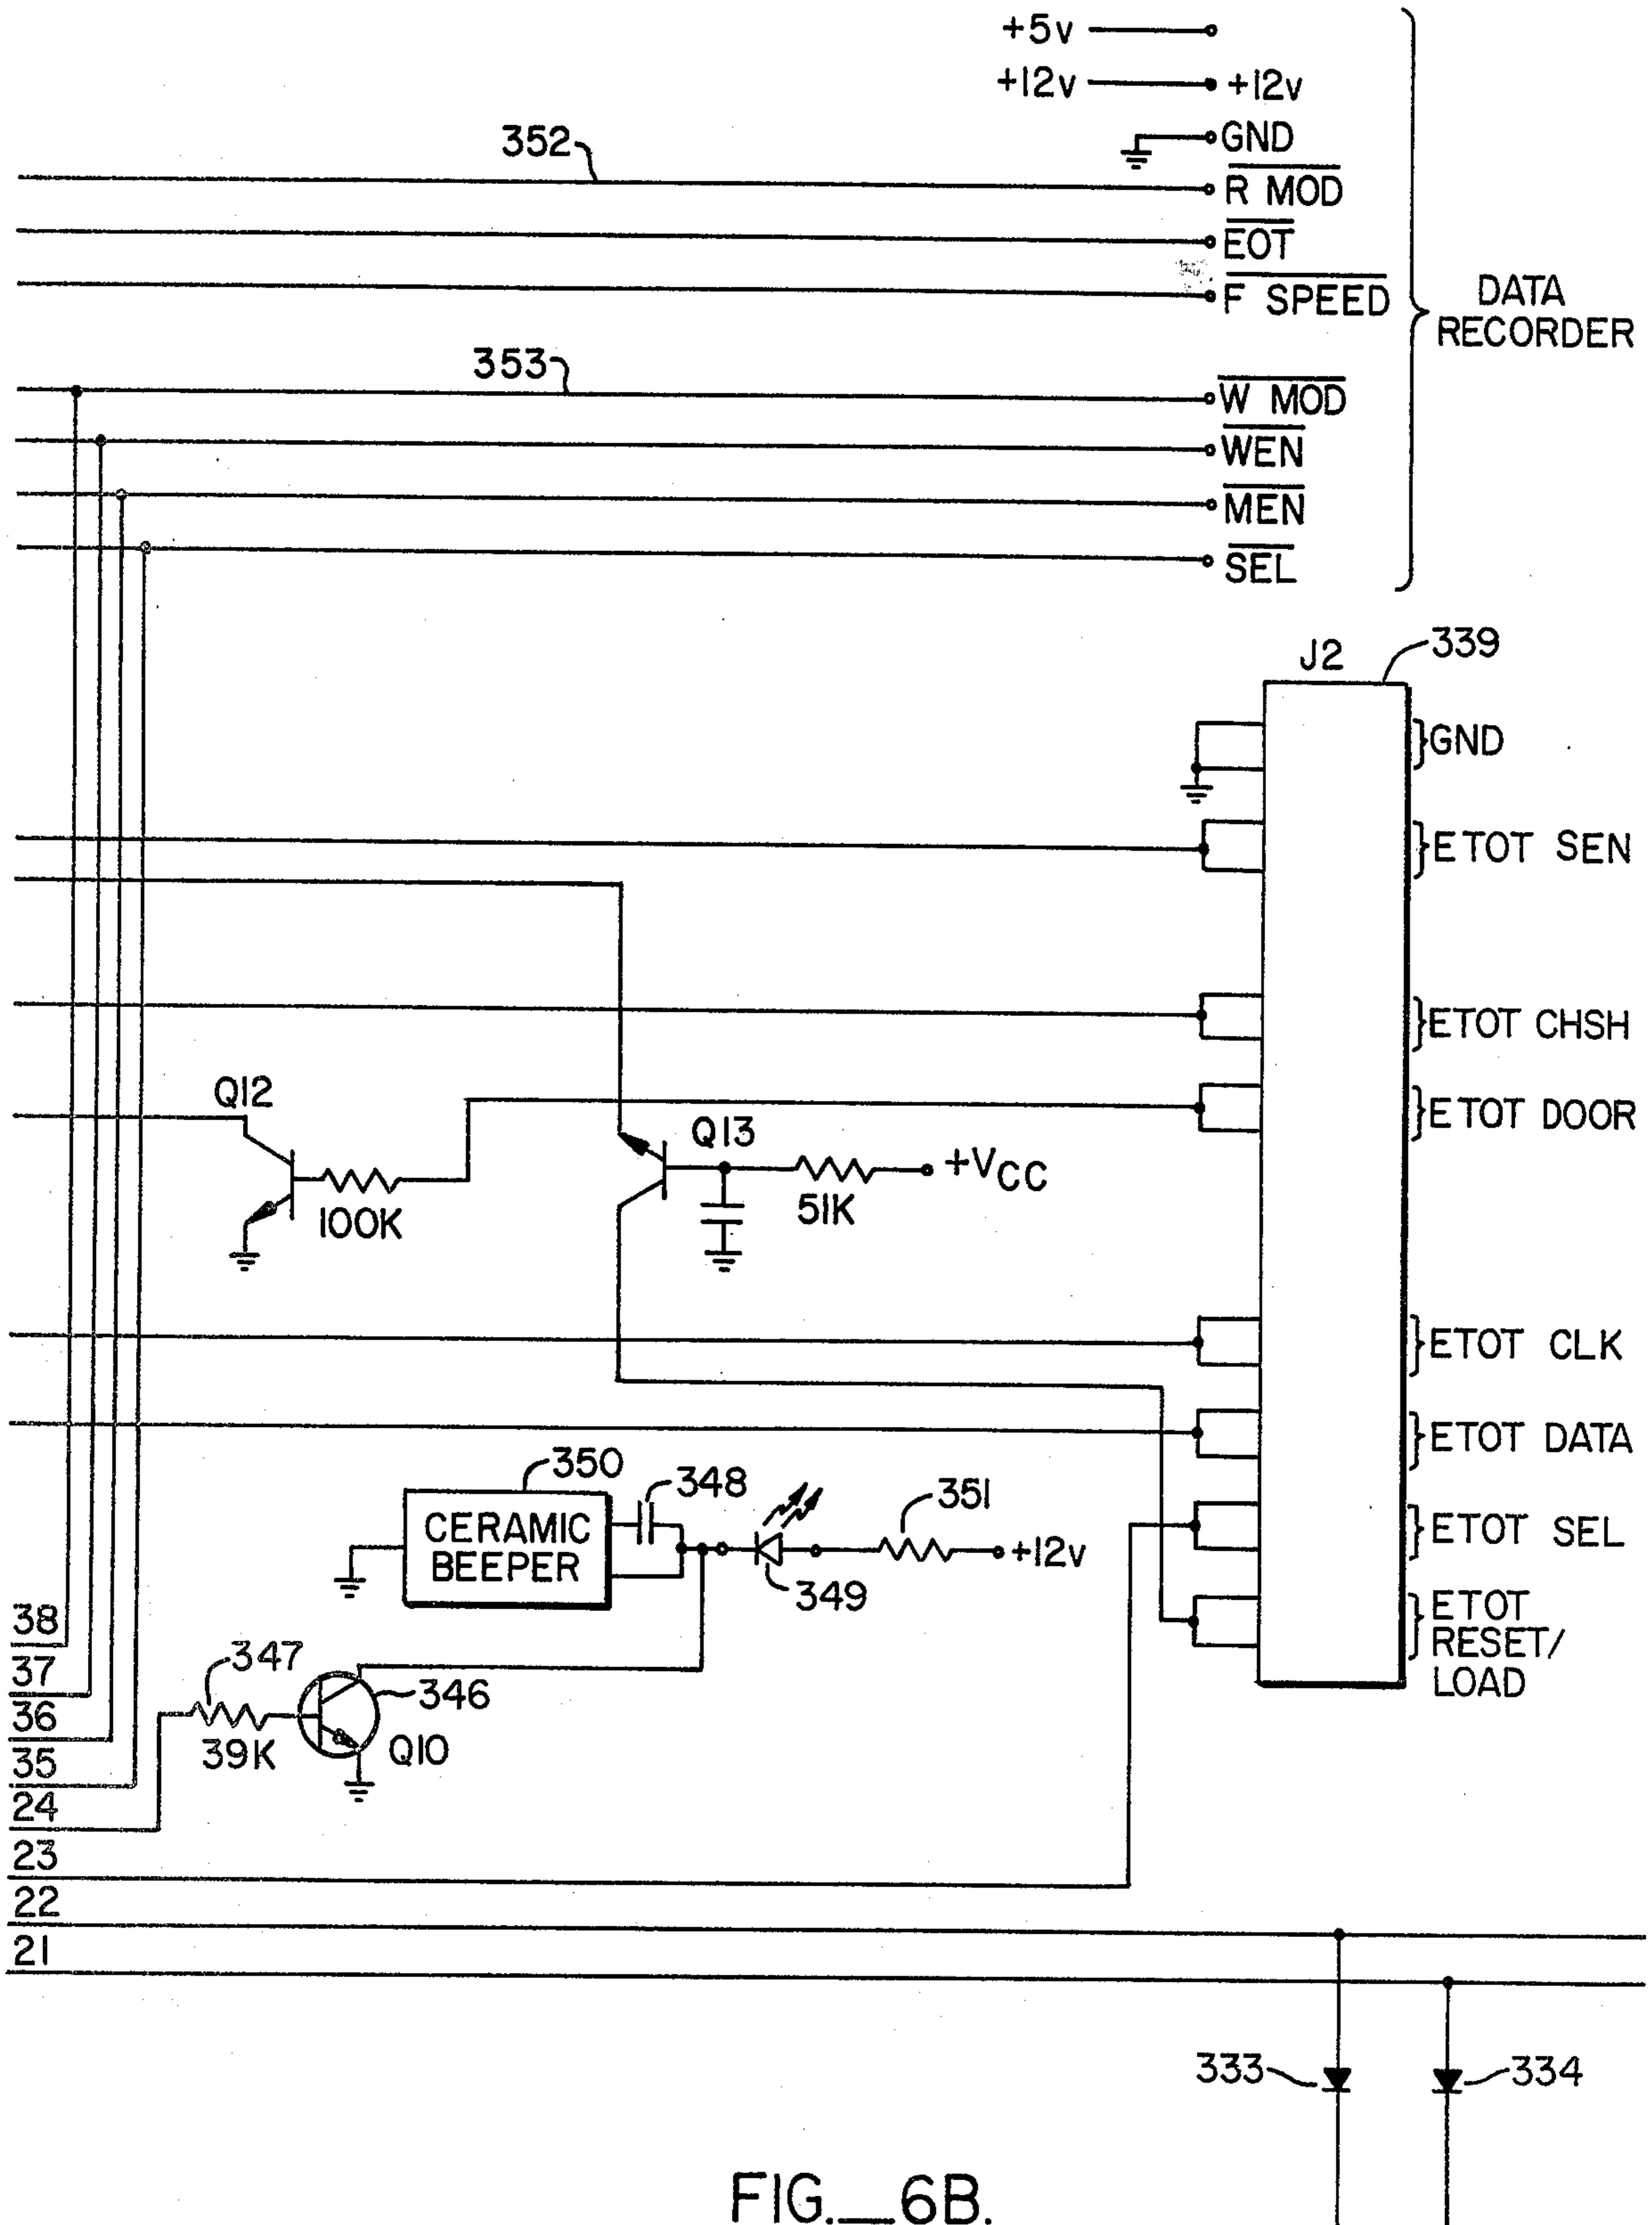 +5v
+12v +12v
GND
352
R MOD
EOT
F SPEED
DATA
RECORDER
353
W MOD
WEN
MEN
SEL
J2
339
GND
ETOT SEN
ETOT CHSH
Q12
ETOT DOOR
Q13
+VCC
100K
51K
ETOT CLK
ETOT DATA
350
348
351
CERAMIC
BEEPER
+12v
349
ETOT SEL
ETOT
RESET/
LOAD
38
347
37
346
36
39K
Q10
35
24
23
22
21
333
334
FIG._6B.